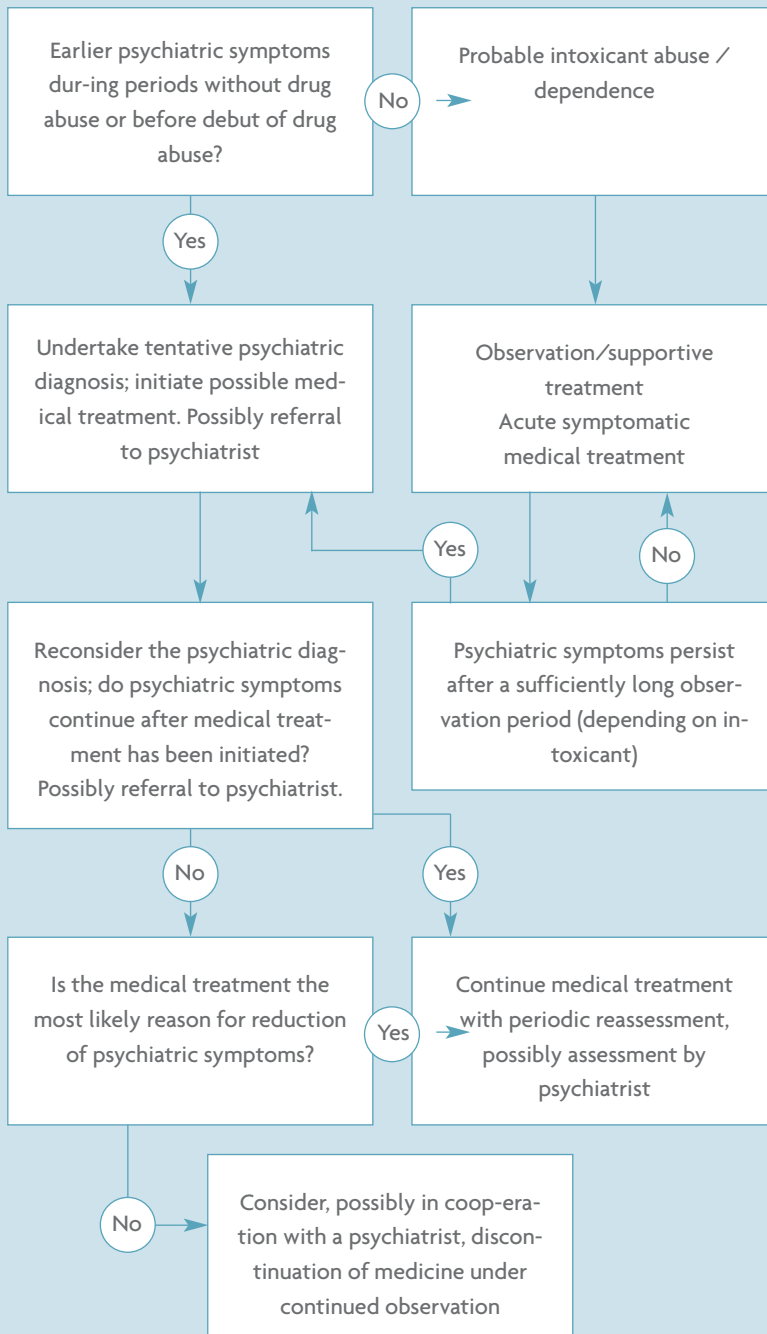 Earlier psychiatric symptoms
dur-ing periods without drug
abuse or before debut of drug
abuse?
No
Probable intoxicant abuse /
dependence
Yes
Undertake tentative psychiatric
diagnosis; initiate possible med-
ical treatment. Possibly referral
to psychiatrist
Observation/supportive
treatment
Acute symptomatic
medical treatment
Yes
No
Reconsider the psychiatric diag-
nosis; do psychiatric symptoms
continue after medical treat-
ment has been initiated?
Possibly referral to psychiatrist.
Psychiatric symptoms persist
after a sufficiently long obser-
vation period (depending on in-
toxicant)
No
Yes
Is the medical treatment the
most likely reason for reduction
of psychiatric symptoms?
Yes
Continue medical treatment
with periodic reassessment,
possibly assessment by
psychiatrist
No
Consider, possibly in coop-era-
tion with a psychiatrist, discon-
tinuation of medicine under
continued observation